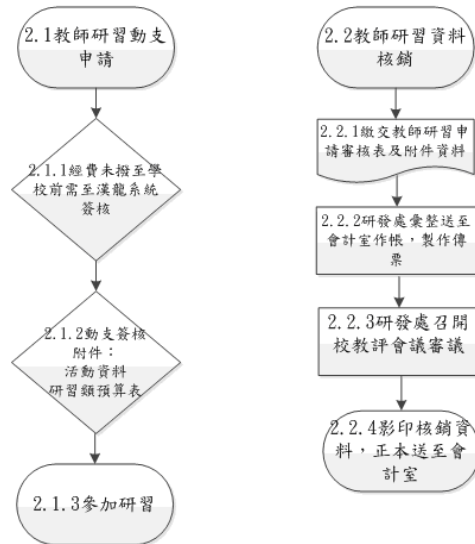 2.1教師研習動支
申請
2.1.1經費未撥至學
校前需至漢龍系統
簽核
2.1.2動支簽核
附件：
活動資料
研習類預算表
2.1.3參加研習
2.2教師研習資料
核銷
2.2.1繳交教師研習申
請審核表及附件資料
2.2.2研發處彙整送至
會計室作帳，製作傳
票
2.2.3研發處召開
校教評會議審議
2.2.4影印核銷資
料，正本送至會
計室